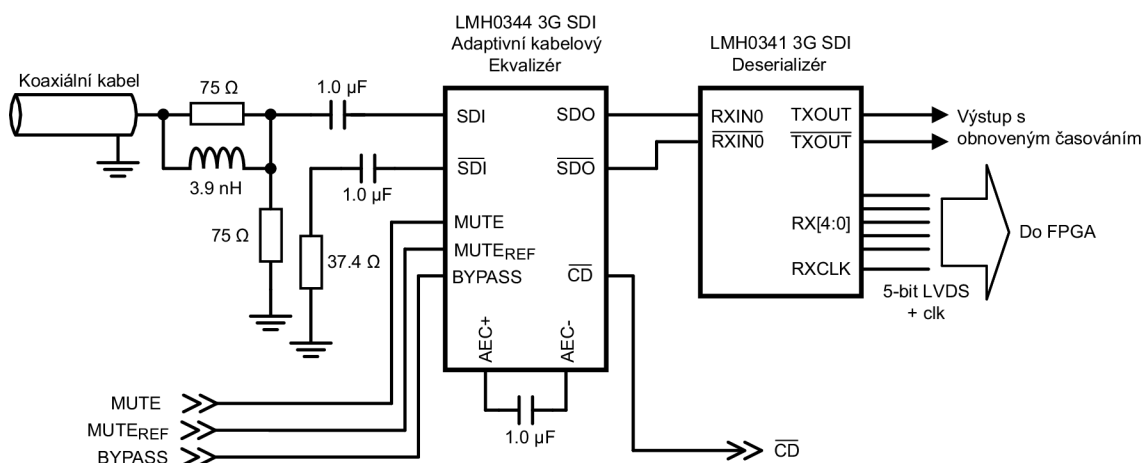 LMH0344 3G SDI
Adaptivní kabelový
Ekvalizér
LMH0341 3G SDI
Deserializér
Koaxiální kabel
75 Ω
1.0 µF
3.9 nH
75 Ω
37.4 Ω
1.0 µF
SDI
SDI
MUTE
MUTEREF
BYPASS
AEC+
AEC-
SDO
SDO
CD
1.0 µF
RXIN0
RXIN0
TXOUT
TXOUT
RX[4:0]
RXCLK
Výstup s
obnoveným časováním
Do FPGA
5-bit LVDS
+ clk
MUTE
MUTEREF
BYPASS
CD